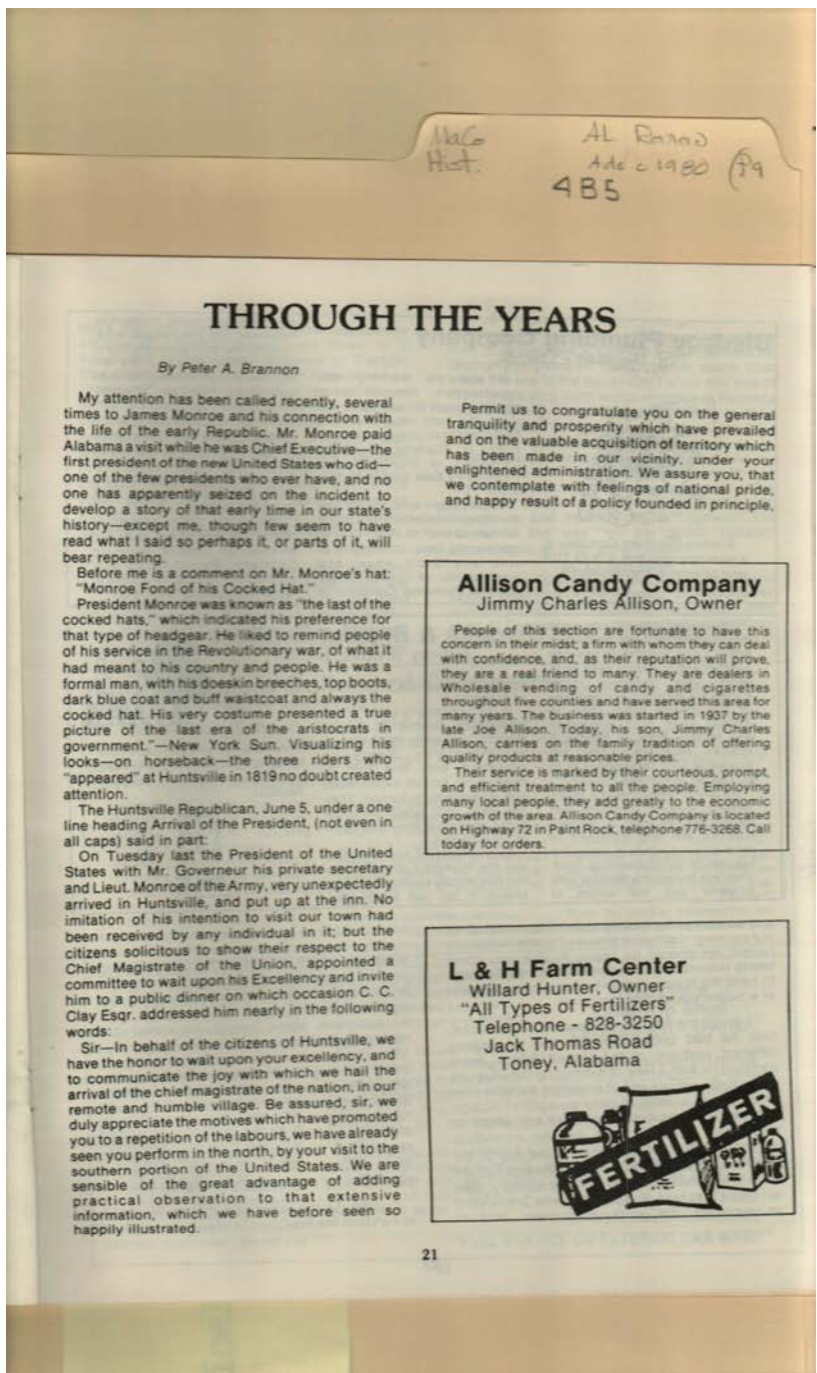 MaCo AL
Hist. Ads c 1980 (Pg
4B5
THROUGH THE YEARS
By Peter A. Brannon
My attention has been called recently, several
times to James Monroe and his connection with
the life of the early Republic. Mr. Monroe paid
Alabama a visit while he was Chief Executive—the
first president of the new United States who did—
one of the few presidents who ever have, and no
one has apparently seized on the incident to
develop a story of that early time in our state's
history—except me, though few seem to have
read what I said so perhaps it, or parts of it, will
bear repeating.
Before me is a comment on Mr. Monroe's hat:
"Monroe Fond of his Cocked Hat."
President Monroe was known as "the last of the
cocked hats," which indicated his preference for
that type of headgear. He liked to remind people
of his service in the Revolutionary war, of what it
had meant to his country and people. He was a
formal man, with his doeskin breeches, top boots,
dark blue coat and buff waistcoat and always the
cocked hat. His very costume presented a true
picture of the last era of the aristocrats in
government."—New York Sun. Visualizing his
looks—on horseback—the three riders who
"appeared" at Huntsville in 1819 no doubt created
attention.
The Huntsville Republican, June 5, under a one
line heading Arrival of the President, (not even in
all caps) said in part:
On Tuesday last the President of the United
States with Mr. Governeur his private secretary
and Lieut. Monroe of the Army, very unexpectedly
arrived in Huntsville, and put up at the inn. No
imitation of his intention to visit our town had
been received by any individual in it; but the
citizens solicitous to show their respect to the
Chief Magistrate of the Union, appointed a
committee to wait upon his Excellency and invite
him to a public dinner on which occasion C. C.
Clay Esqr. addressed him nearly in the following
words:
Sir—In behalf of the citizens of Huntsville, we
have the honor to wait upon your excellency, and
to communicate the joy with which we hail the
arrival of the chief magistrate of the nation, in our
remote and humble village. Be assured, sir, we
duly appreciate the motives which have promoted
you to a repetition of the labours, we have already
seen you perform in the north, by your visit to the
southern portion of the United States. We are
sensible of the great advantage of adding
practical observation to that extensive
information, which we have before seen so
happily illustrated.
Permit us to congratulate you on the general
tranquility and prosperity which have prevailed
and on the valuable acquisition of territory which
has been made in our vicinity, under your
enlightened administration. We assure you, that
we contemplate with feelings of national pride,
and happy result of a policy founded in principle,
Allison Candy Company
Jimmy Charles Allison, Owner
People of this section are fortunate to have this
concern in their midst; a firm with whom they can deal
with confidence, and, as their reputation will prove,
they are a real friend to many. They are dealers in
Wholesale vending of candy and cigarettes
throughout five counties and have served this area for
many years. The business was started in 1937 by the
late Joe Allison. Today, his son, Jimmy Charles
Allison, carries on the family tradition of offering
quality products at reasonable prices.
Their service is marked by their courteous, prompt,
and efficient treatment to all the people. Employing
many local people, they add greatly to the economic
growth of the area. Allison Candy Company is located
on Highway 72 in Paint Rock, telephone 776-3268. Call
today for orders.
L & H Farm Center
Willard Hunter, Owner
"All Types of Fertilizers"
Telephone - 828-3250
Jack Thomas Road
Toney, Alabama
FERTILIZER
21